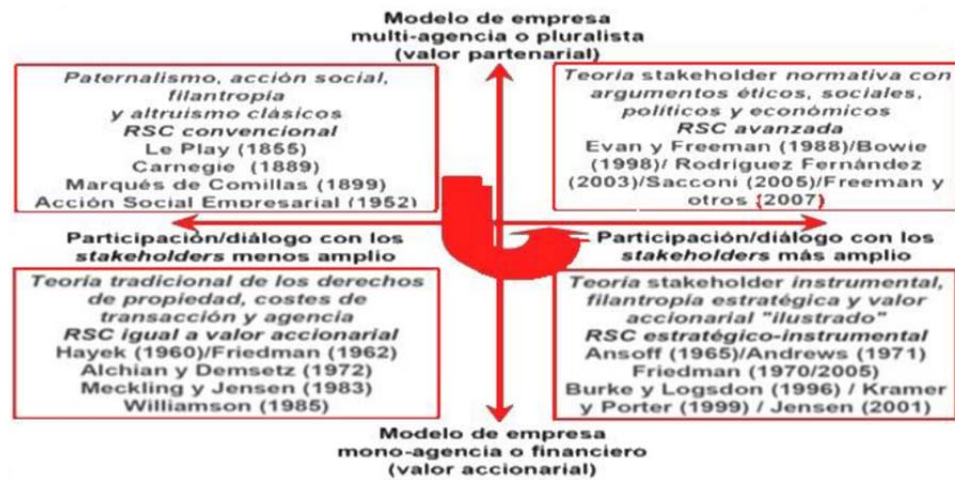 Modelo de empresa
multi-agencia o pluralista
(valor partenarial)
Paternalismo, acción social,
filantropía
y altruismo clásicos
RSC convencional
Le Play (1855)
Carnegie (1889)
Marqués de Comillas (1899)
Acción Social Empresarial (1952)
Teoría stakeholder normativa con
argumentos éticos, sociales,
políticos y económicos
RSC avanzada
Evan y Freeman (1988)/Bowie
(1998)/ Rodríguez Fernández
(2003)/Sacconi (2005)/Freeman y
otros (2007)
Participación/diálogo con los
stakeholders menos amplio
Participación/diálogo con los
stakeholders más amplio
Teoría tradicional de los derechos
de propiedad, costes de
transacción y agencia
RSC igual a valor accionarial
Hayek (1960)/Friedman (1962)
Alchian y Demsetz (1972)
Meckling y Jensen (1983)
Williamson (1985)
Teoría stakeholder instrumental,
filantropía estratégica y valor
accionarial "ilustrado"
RSC estratégico-instrumental
Ansoff (1965)/Andrews (1971)
Friedman (1970/2005)
Burke y Logsdon (1996) / Kramer
y Porter (1999) / Jensen (2001)
Modelo de empresa
mono-agencia o financiero
(valor accionarial)